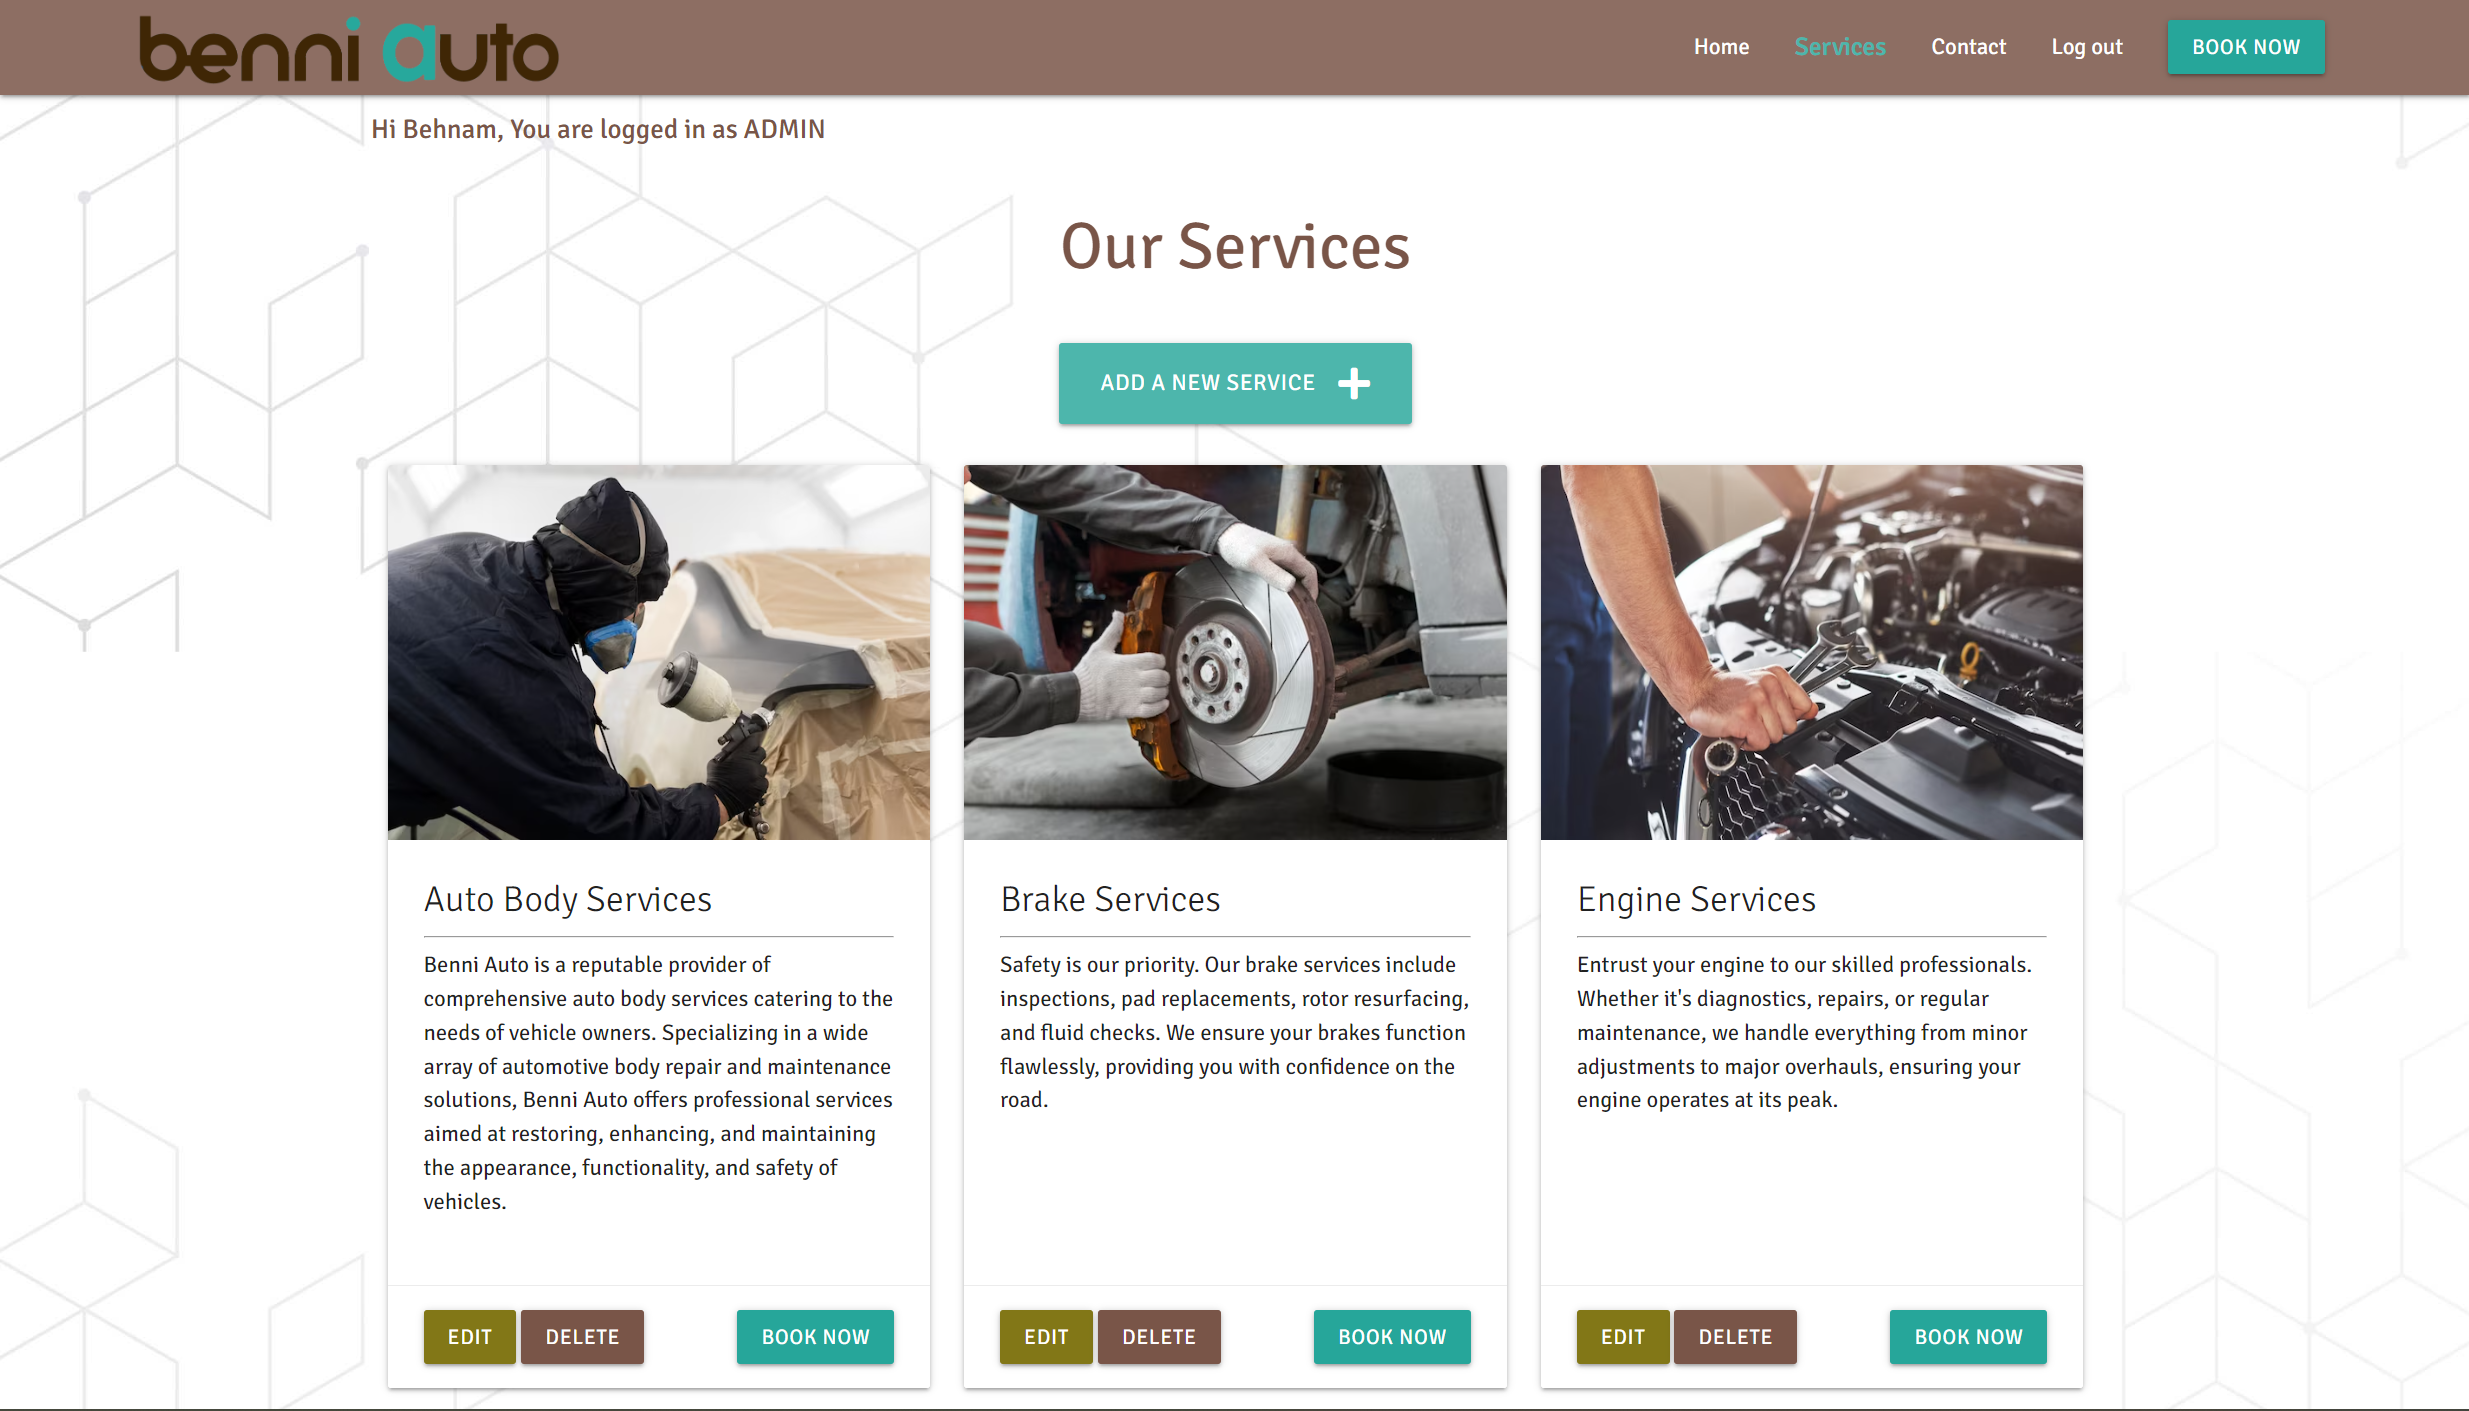 benni auto
Home Services Contact Log out BOOK NOW
Hi Behnam, You are logged in as ADMIN
Our Services
ADD A NEW SERVICE
Auto Body Services
Benni Auto is a reputable provider of
comprehensive auto body services catering to the
needs of vehicle owners. Specializing in a wide
array of automotive body repair and maintenance
solutions, Benni Auto offers professional services
aimed at restoring, enhancing, and maintaining
the appearance, functionality, and safety of
vehicles.
EDIT DELETE BOOK NOW
Brake Services
Safety is our priority. Our brake services include
inspections, pad replacements, rotor resurfacing,
and fluid checks. We ensure your brakes function
flawlessly, providing you with confidence on the
road.
EDIT DELETE BOOK NOW
Engine Services
Entrust your engine to our skilled professionals.
Whether it's diagnostics, repairs, or regular
maintenance, we handle everything from minor
adjustments to major overhauls, ensuring your
engine operates at its peak.
EDIT DELETE BOOK NOW